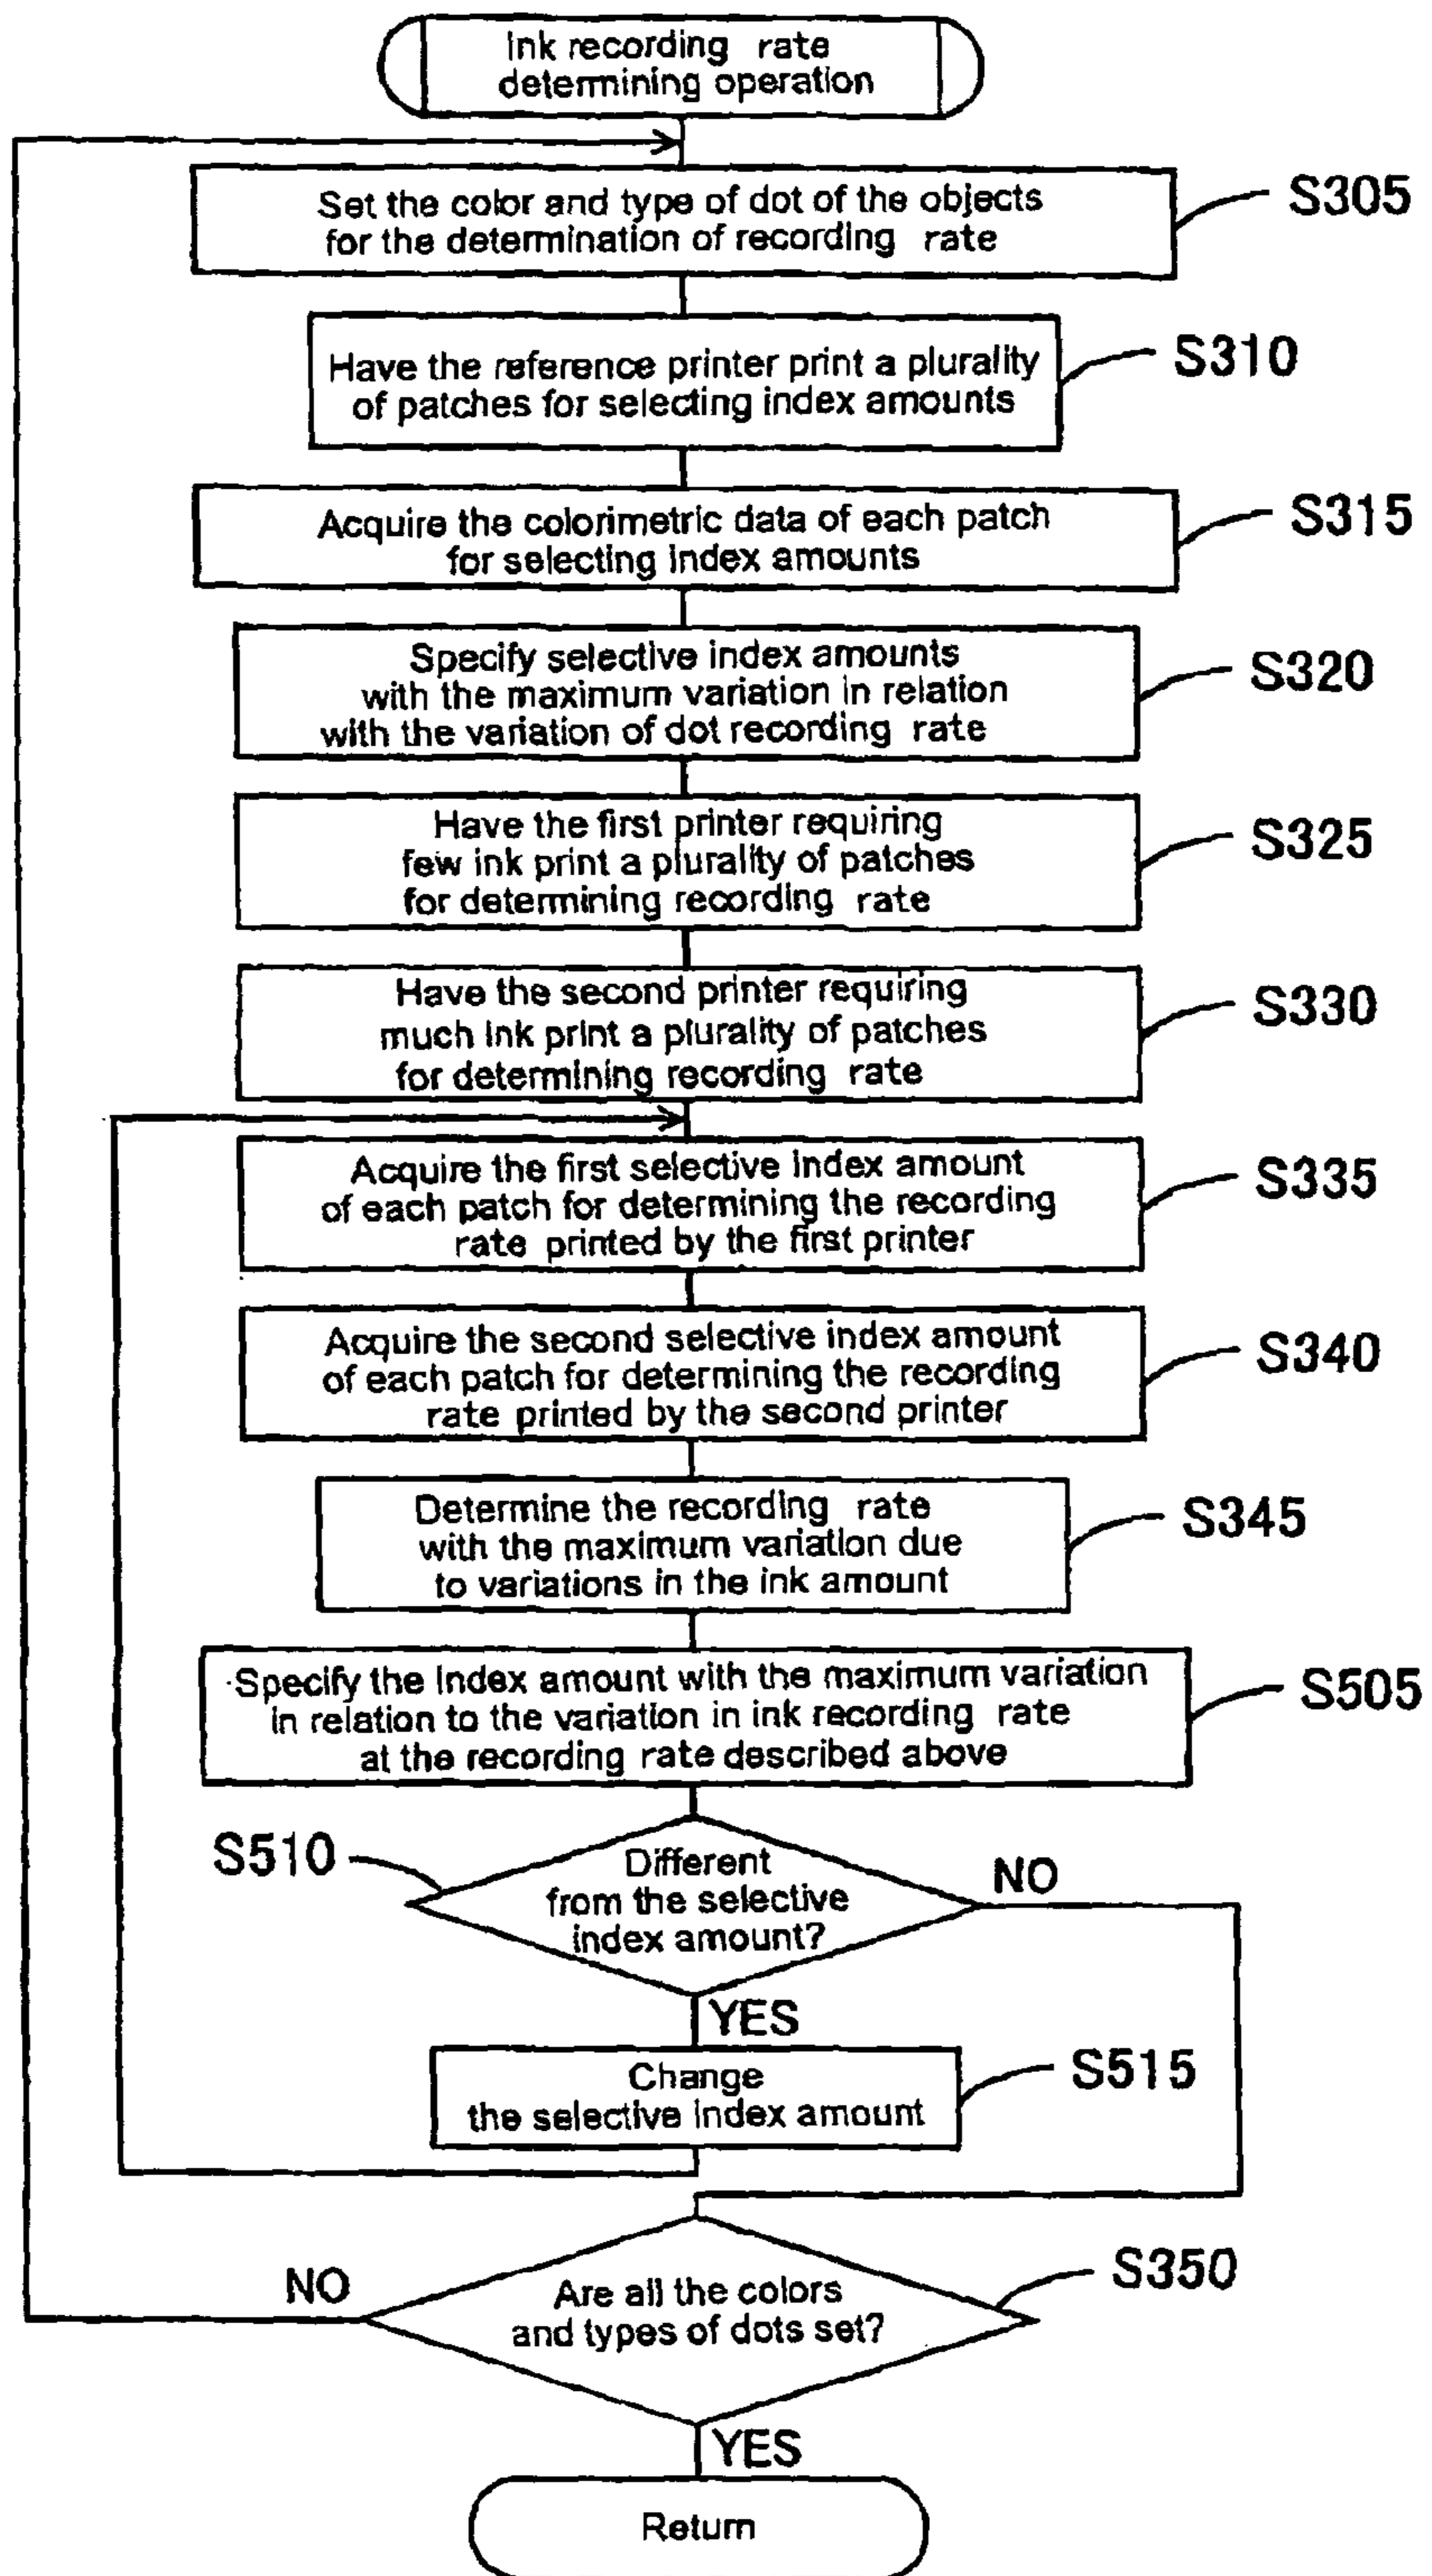 Ink recording rate
determining operation
Set the color and type of dot of the objects
for the determination of recording rate
S305
Have the reference printer print a plurality
of patches for selecting index amounts
S310
Acquire the colorimetric data of each patch
for selecting index amounts
S315
Specify selective index amounts
with the maximum variation in relation
with the variation of dot recording rate
S320
Have the first printer requiring
few ink print a plurality of patches
for determining recording rate
S325
Have the second printer requiring
much ink print a plurality of patches
for determining recording rate
S330
Acquire the first selective index amount
of each patch for determining the recording
rate printed by the first printer
S335
Acquire the second selective index amount
of each patch for determining the recording
rate printed by the second printer
S340
Determine the recording rate
with the maximum variation due
to variations in the ink amount
S345
Specify the index amount with the maximum variation
in relation to the variation in ink recording rate
at the recording rate described above
S505
S510
Different
from the selective
index amount?
NO
YES
Change
the selective index amount
S515
NO
Are all the colors
and types of dots set?
S350
YES
Return